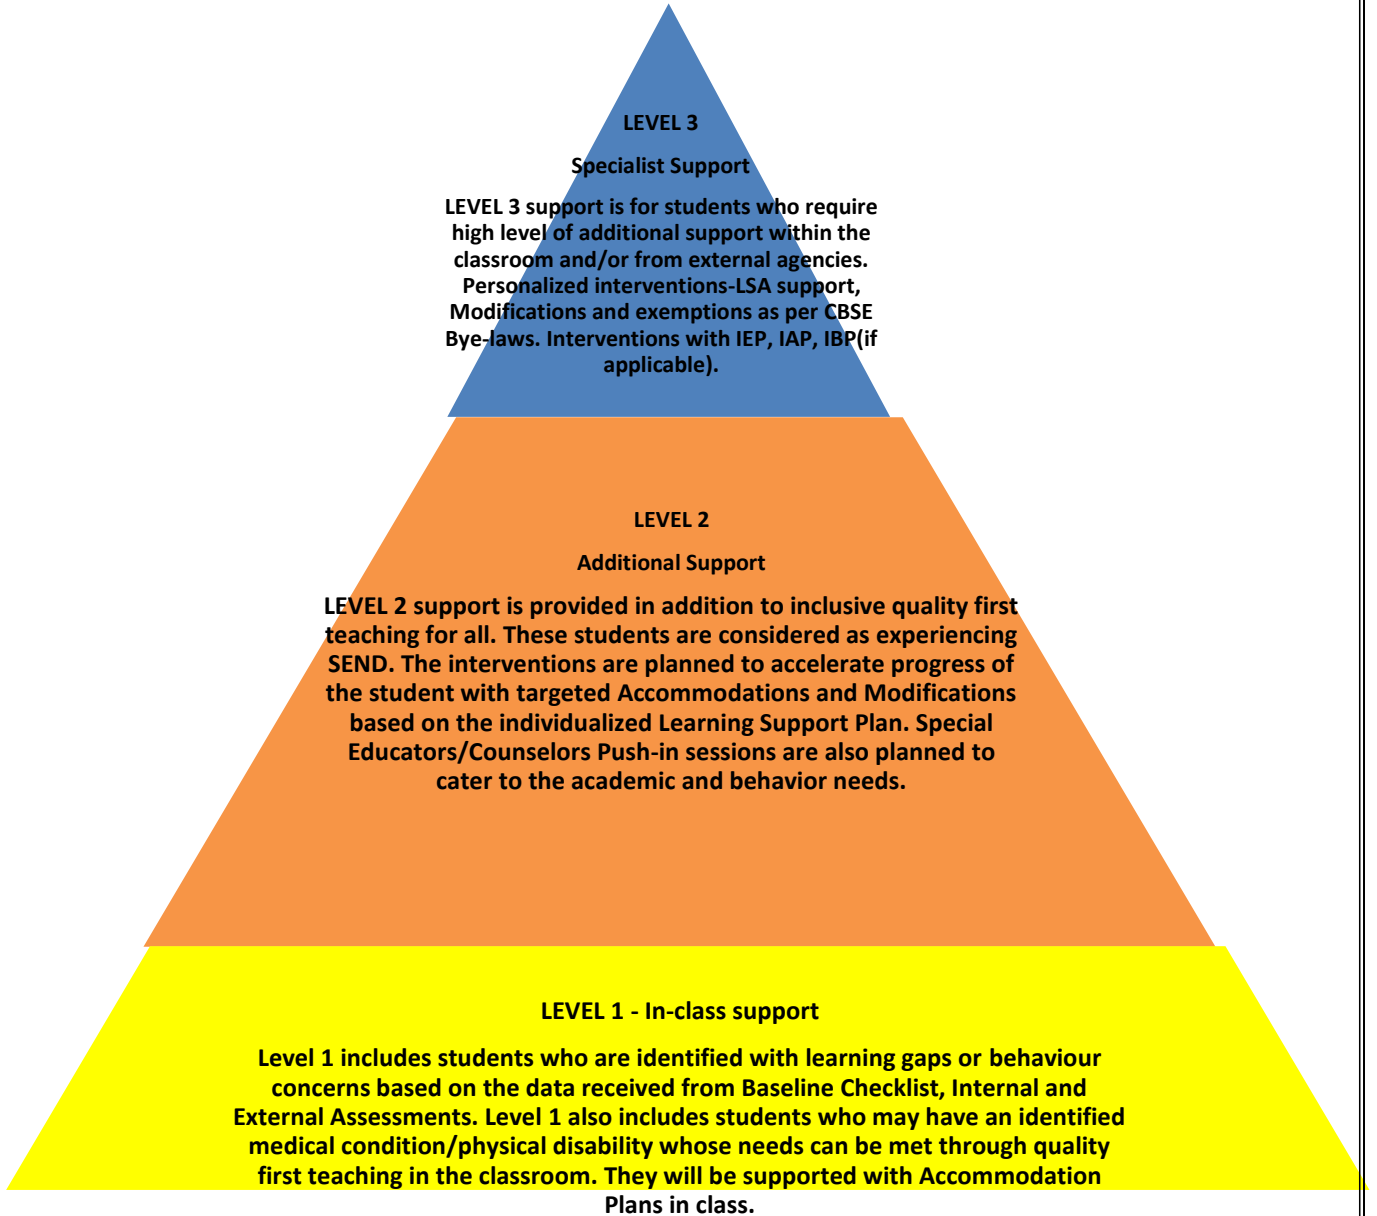 LEVEL 3
Specialist Support
LEVEL 3 support is for students who require
high level of additional support within the
classroom and/or from external agencies.
Personalized interventions-LSA support,
Modifications and exemptions as per CBSE
Bye-laws. Interventions with IEP, IAP, IBP(if
applicable).
LEVEL 2
Additional Support
LEVEL 2 support is provided in addition to inclusive quality first
teaching for all. These students are considered as experiencing
SEND. The interventions are planned to accelerate progress of
the student with targeted Accommodations and Modifications
based on the individualized Learning Support Plan. Special
Educators/Counselors Push-in sessions are also planned to
cater to the academic and behavior needs.
LEVEL 1 - In-class support
Level 1 includes students who are identified with learning gaps or behaviour
concerns based on the data received from Baseline Checklist, Internal and
External Assessments. Level 1 also includes students who may have an identified
medical condition/physical disability whose needs can be met through quality
first teaching in the classroom. They will be supported with Accommodation
Plans in class.